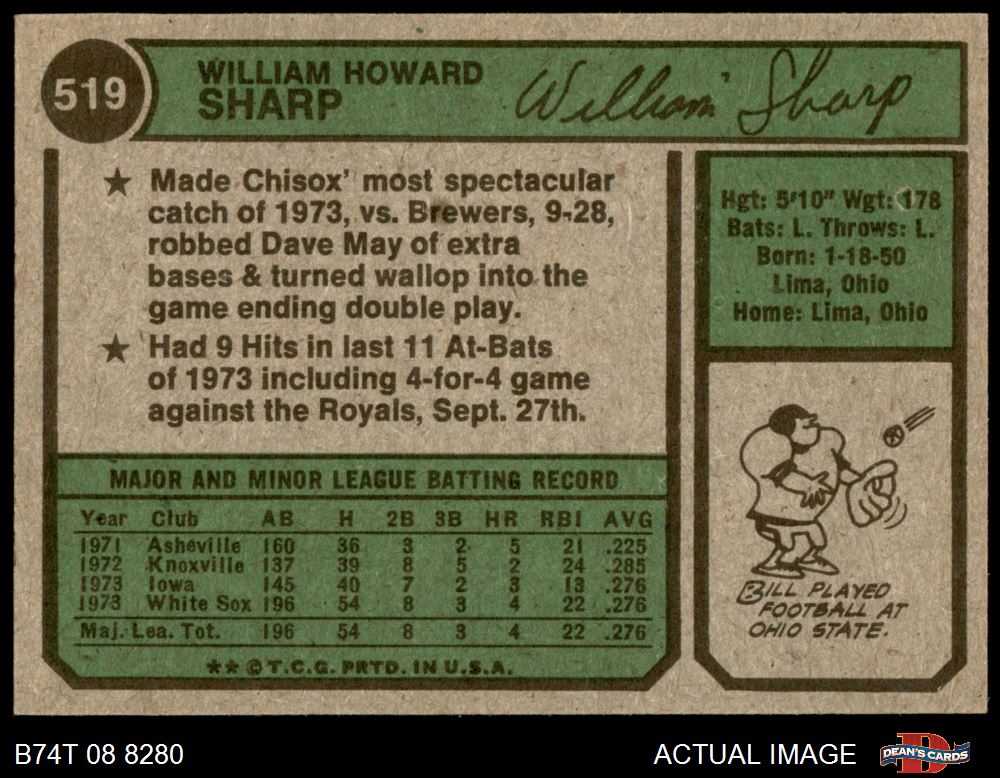 519
WILLIAM HOWARD
SHARP
William Sharp
★ Made Chisox' most spectacular
catch of 1973, vs. Brewers, 9-28,
robbed Dave May of extra
bases & turned wallop into the
game ending double play.
★ Had 9 Hits in last 11 At-Bats
of 1973 including 4-for-4 game
against the Royals, Sept. 27th.
Hgt: 5'10" Wgt: 178
Bats: L. Throws: L.
Born: 1-18-50
Lima, Ohio
Home: Lima, Ohio
MAJOR AND MINOR LEAGUE BATTING RECORD
Year Club AB H 2B 3B HR RBI AVG
1971 Asheville 160 36 3 2 5 21 .225
1972 Knoxville 137 39 8 5 2 24 .285
1973 Iowa 145 40 7 2 3 13 .276
1973 White Sox 196 54 8 3 4 22 .276
Maj. Lea. Tot. 196 54 8 3 4 22 .276
★★©T.C.G. PRTD. IN U.S.A.
BILL PLAYED
FOOTBALL AT
OHIO STATE.
B74T 08 8280
ACTUAL IMAGE
DEAN'S CARDS